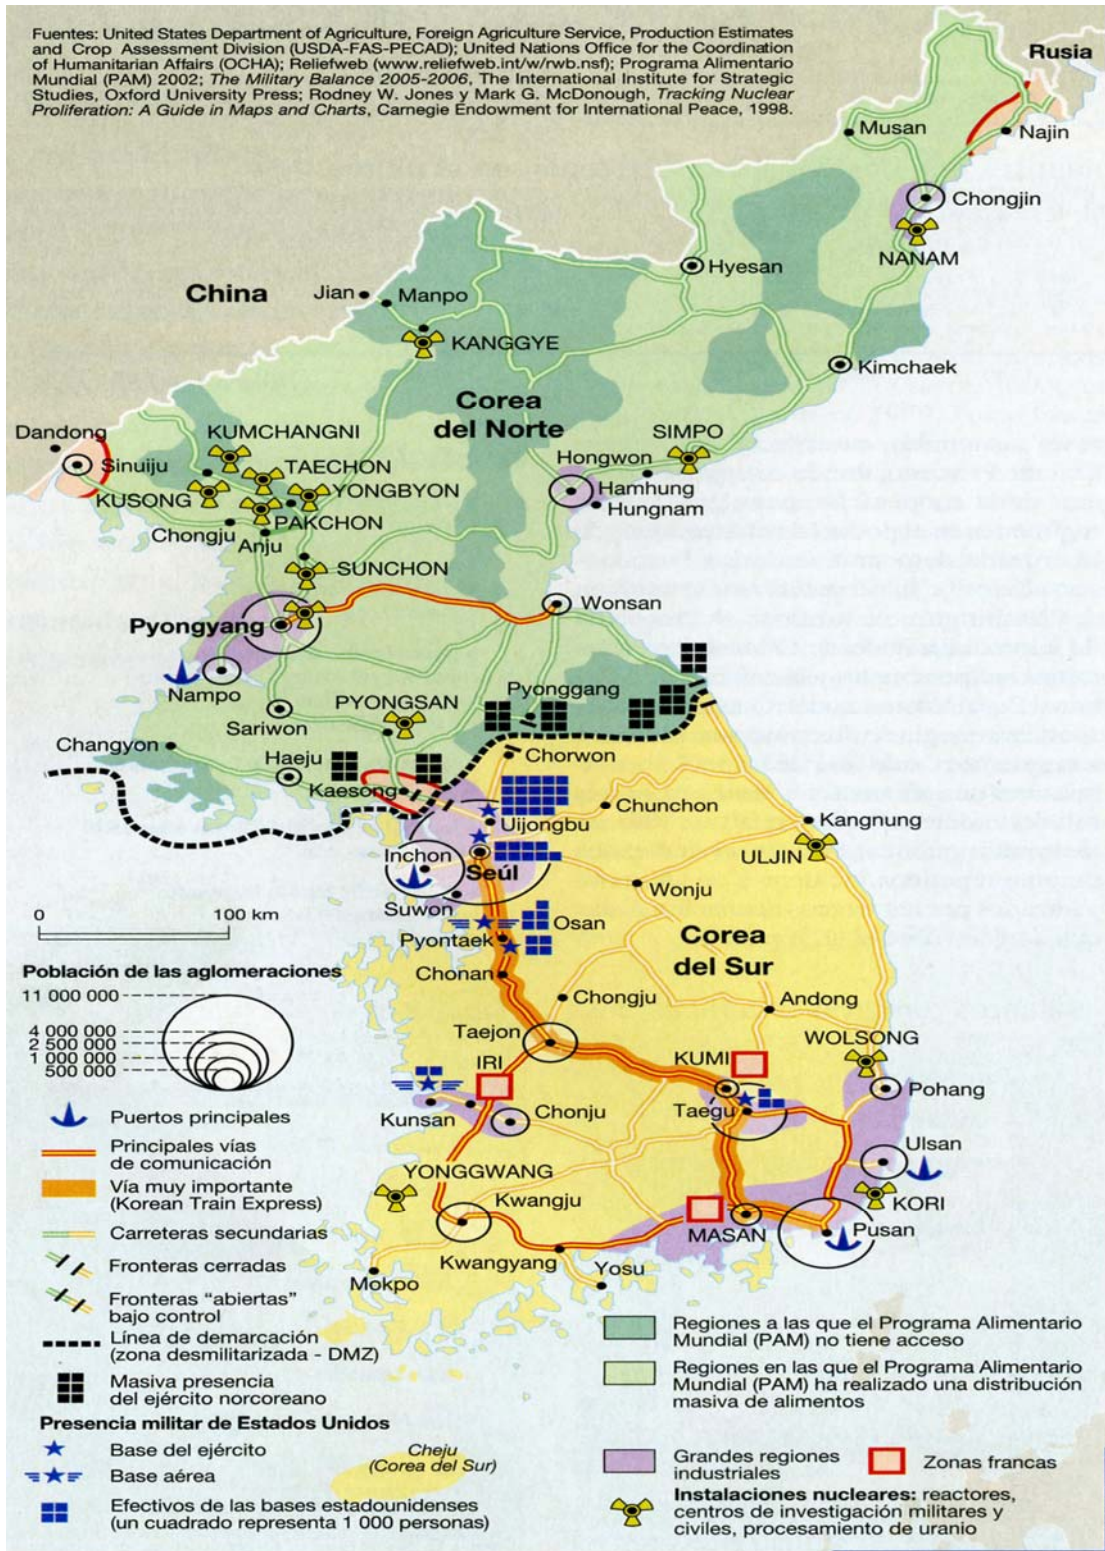 Fuentes: United States Department of Agriculture, Foreign Agriculture Service, Production Estimates
and Crop Assessment Division (USDA-FAS-PECAD); United Nations Office for the Coordination
of Humanitarian Affairs (OCHA); Reliefweb (www.reliefweb.int/w/rwb.nsf); Programa Alimentario
Mundial (PAM) 2002; The Military Balance 2005-2006, The International Institute for Strategic
Studies, Oxford University Press; Rodney W. Jones y Mark G. McDonough, Tracking Nuclear
Proliferation: A Guide in Maps and Charts, Carnegie Endowment for International Peace, 1998.
Rusia
Musan
Najin
Chongjin
NANAM
Hyesan
China
Jian
Manpo
KANGGYE
Kimchaek
Corea
del Norte
Dandong
Sinuiju
KUMCHANGNI
TAECHON
KUSONG
YONGBYON
PAKCHON
Chongju
Anju
SUNCHON
SIMPO
Hongwon
Hamhung
Hungnam
Wonsan
Pyongyang
Nampo
Sariwon
PYONGSAN
Pyonggang
Changyon
Haeju
Kaesong
Chorwon
Uijongbu
Chunchon
Kangnung
ULJIN
Inchon
Seúl
Suwon
Wonju
Osan
Pyontaek
Chonan
Corea
del Sur
Chongju
Andong
Taejon
WOLSONG
IRI
KUMI
Pohang
Kunsan
Chonju
Taegu
Ulsan
YONGGWANG
Kwangju
KORI
MASAN
Pusan
Kwangyang
Yosu
Mokpo
Cheju
(Corea del Sur)
0 100 km
Población de las aglomeraciones
11 000 000
4 000 000
2 500 000
1 000 000
500 000
Puertos principales
Principales vías
de comunicación
Vía muy importante
(Korean Train Express)
Carreteras secundarias
Fronteras cerradas
Fronteras “abiertas”
bajo control
Línea de demarcación
(zona desmilitarizada - DMZ)
Masiva presencia
del ejército norcoreano
Presencia militar de Estados Unidos
Base del ejército
Base aérea
Efectivos de las bases estadounidenses
(un cuadrado representa 1 000 personas)
Regiones a las que el Programa Alimentario
Mundial (PAM) no tiene acceso
Regiones en las que el Programa Alimentario
Mundial (PAM) ha realizado una distribución
masiva de alimentos
Grandes regiones
industriales
Zonas francas
Instalaciones nucleares: reactores,
centros de investigación militares y
civiles, procesamiento de uranio